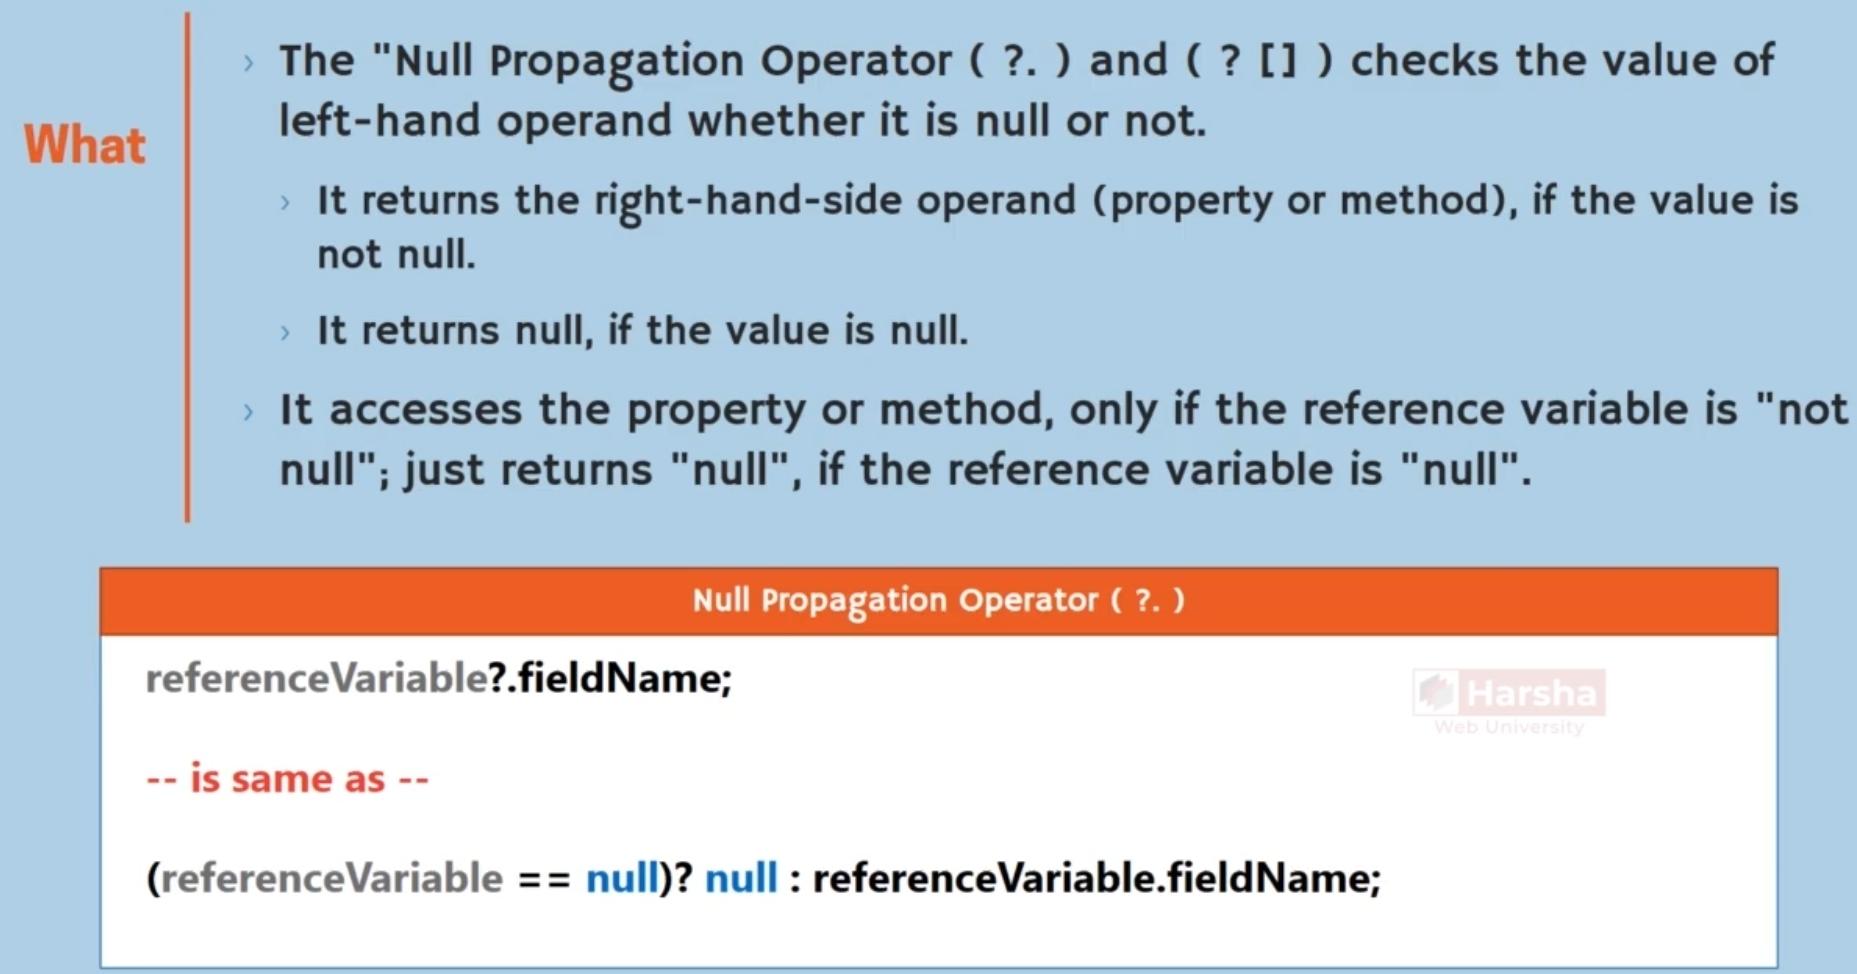 What
› The "Null Propagation Operator ( ?. ) and ( ? [] ) checks the value of
left-hand operand whether it is null or not.
› It returns the right-hand-side operand (property or method), if the value is
not null.
› It returns null, if the value is null.
› It accesses the property or method, only if the reference variable is "not
null"; just returns "null", if the reference variable is "null".
Null Propagation Operator ( ?. )
referenceVariable?.fieldName;
Harsha
Web University
-- is same as --
(referenceVariable == null)? null : referenceVariable.fieldName;